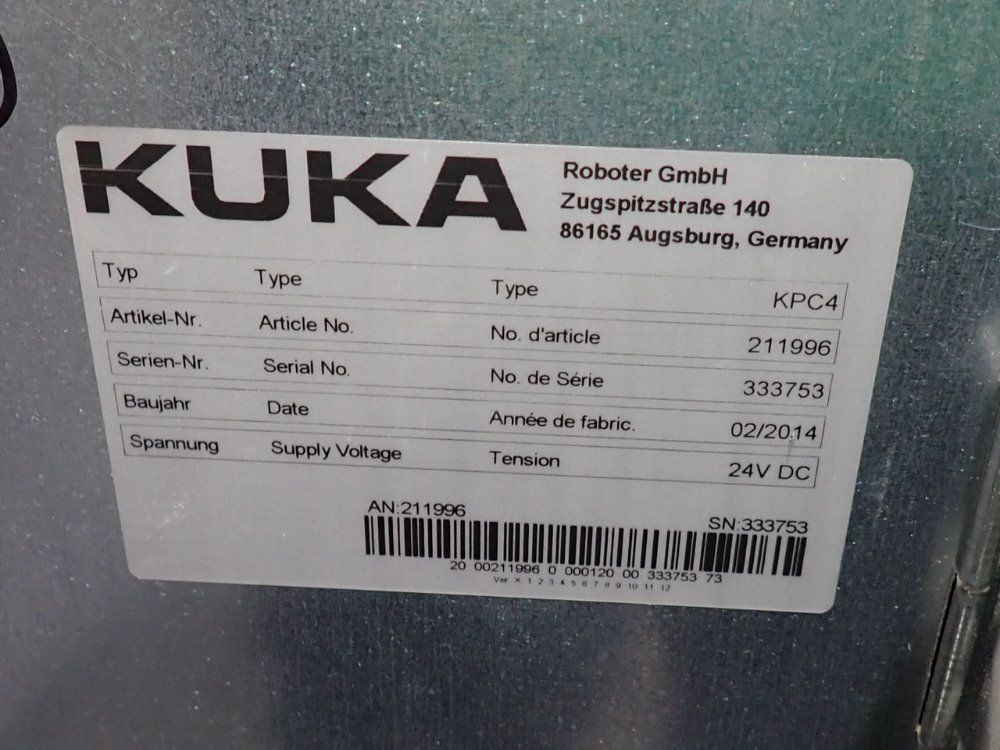 KUKA
Roboter GmbH
Zugspitzstraße 140
86165 Augsburg, Germany
Typ Type Type KPC4
Artikel-Nr. Article No. No. d'article 211996
Serien-Nr. Serial No. No. de Série 333753
Baujahr Date Année de fabric. 02/2014
Spannung Supply Voltage Tension 24V DC
AN:211996 SN:333753
20 00211996 0 000120 00 333753 73
Ver X 1 2 3 4 5 6 7 8 9 10 11 12